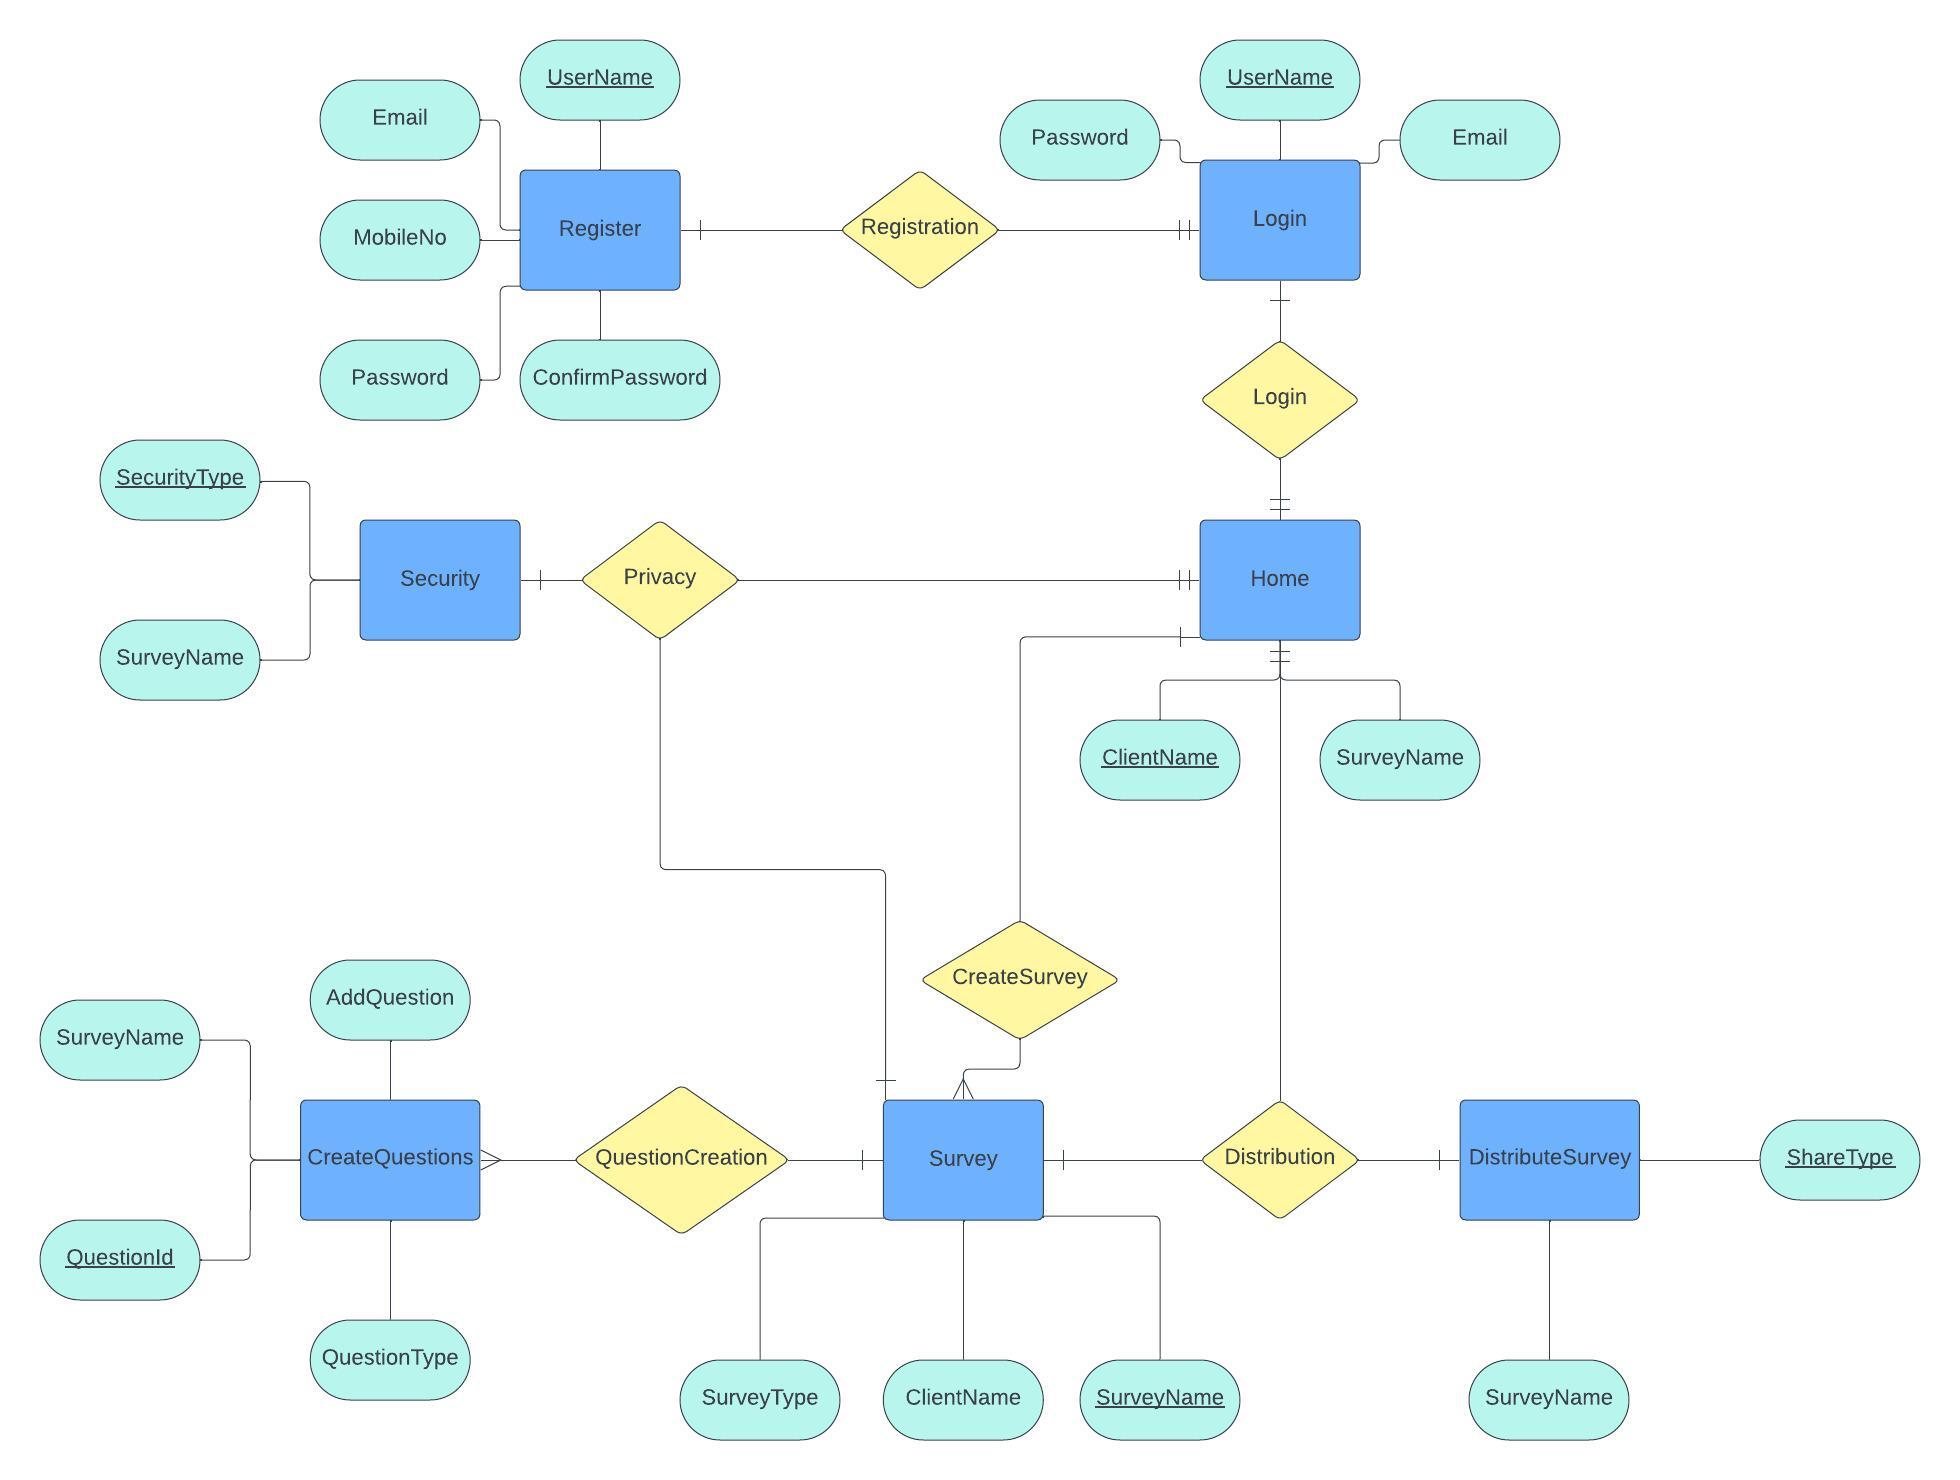 UserName
UserName
Email
Password
Email
Register
Registration
Login
MobileNo
Password
ConfirmPassword
Login
SecurityType
Security
Privacy
Home
SurveyName
ClientName
SurveyName
CreateSurvey
AddQuestion
SurveyName
CreateQuestions
QuestionCreation
Survey
Distribution
DistributeSurvey
ShareType
QuestionId
QuestionType
SurveyType
ClientName
SurveyName
SurveyName